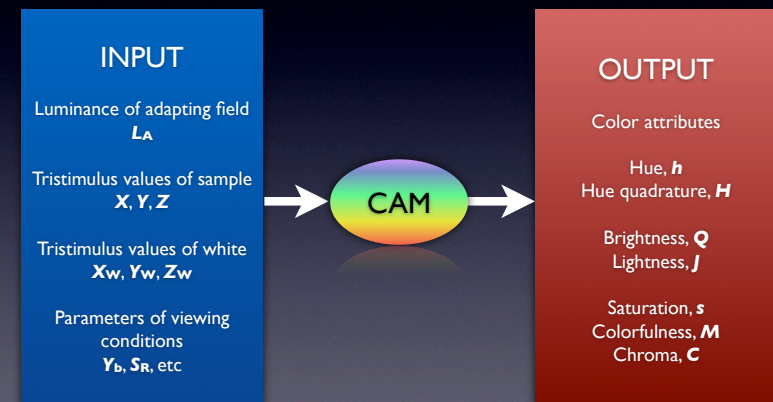 INPUT
Luminance of adapting field
LA
Tristimulus values of sample
X, Y, Z
Tristimulus values of white
Xw, Yw, Zw
Parameters of viewing
conditions
Yb, SR, etc
CAM
OUTPUT
Color attributes
Hue, h
Hue quadrature, H
Brightness, Q
Lightness, J
Saturation, s
Colorfulness, M
Chroma, C